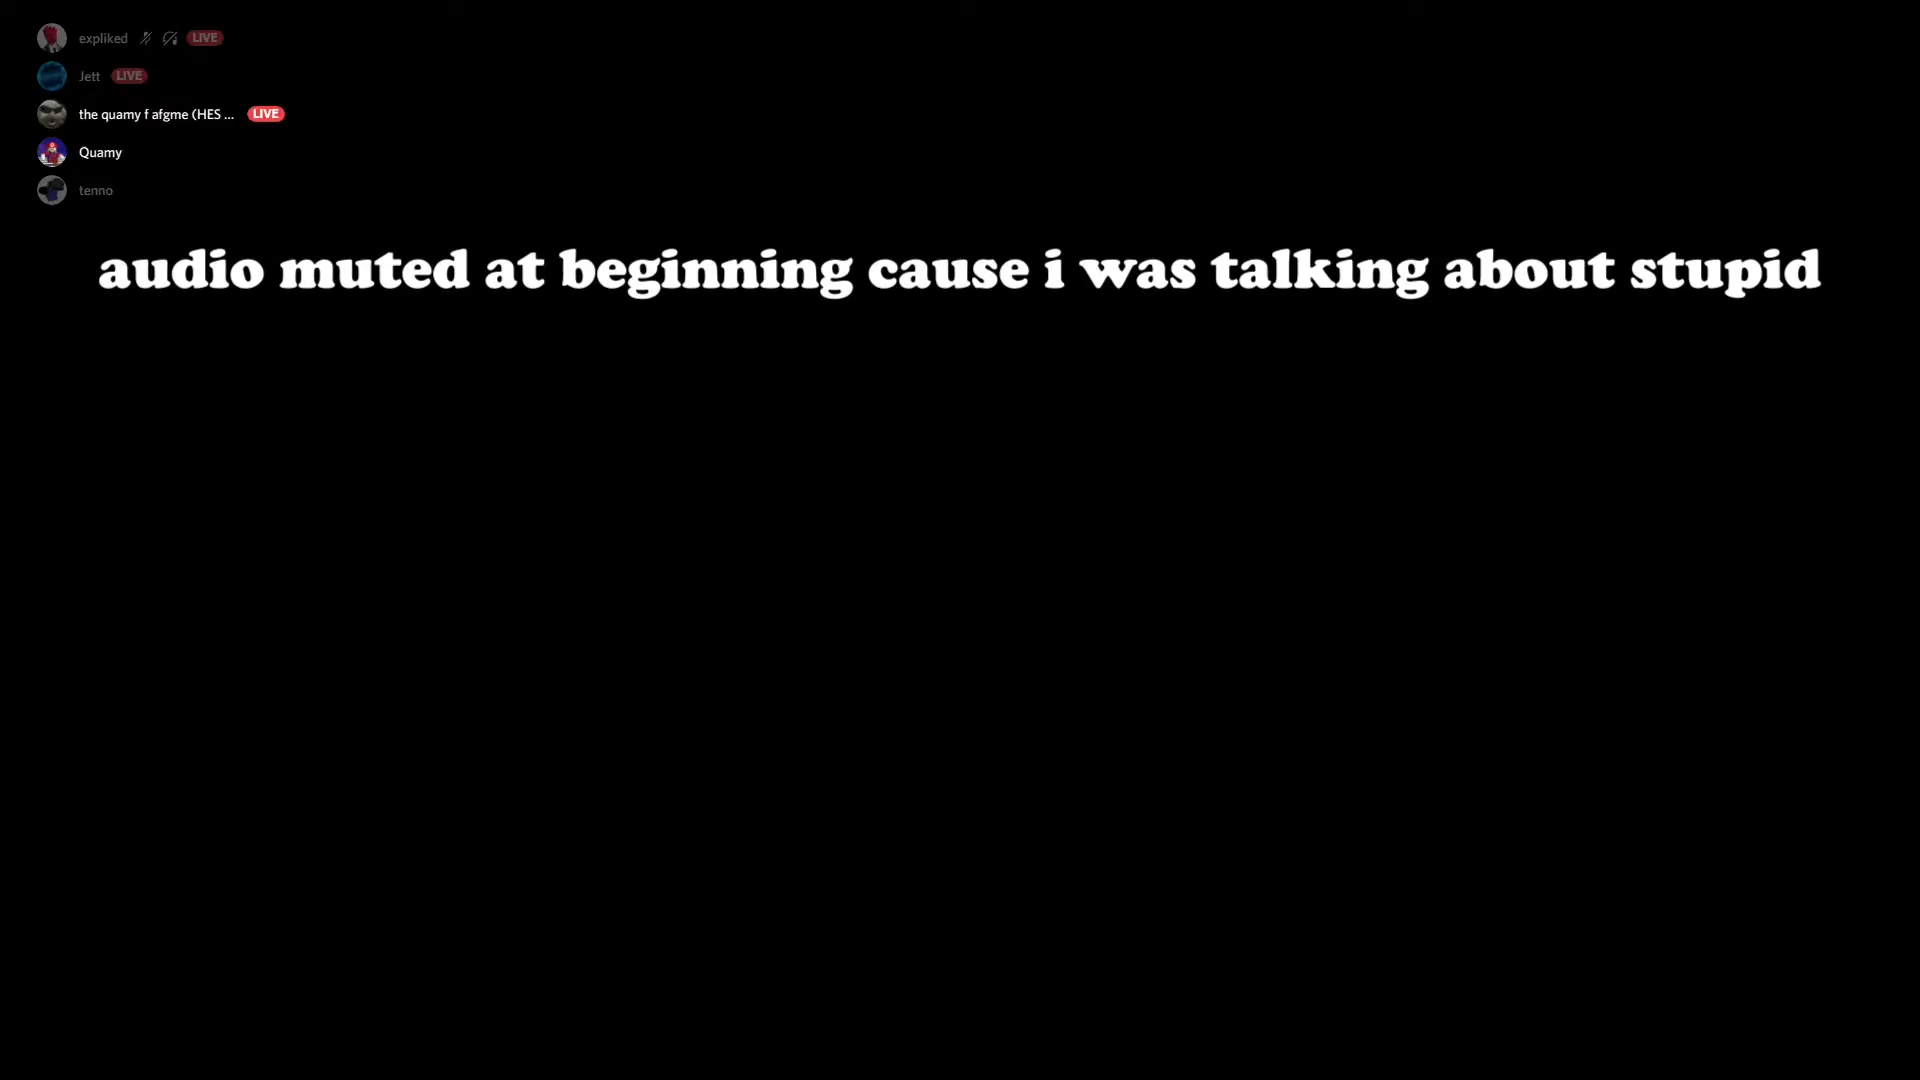 expliked LIVE
Jett LIVE
the quamy f afgme (HES ... LIVE
Quamy
tenno
audio muted at beginning cause i was talking about stupid